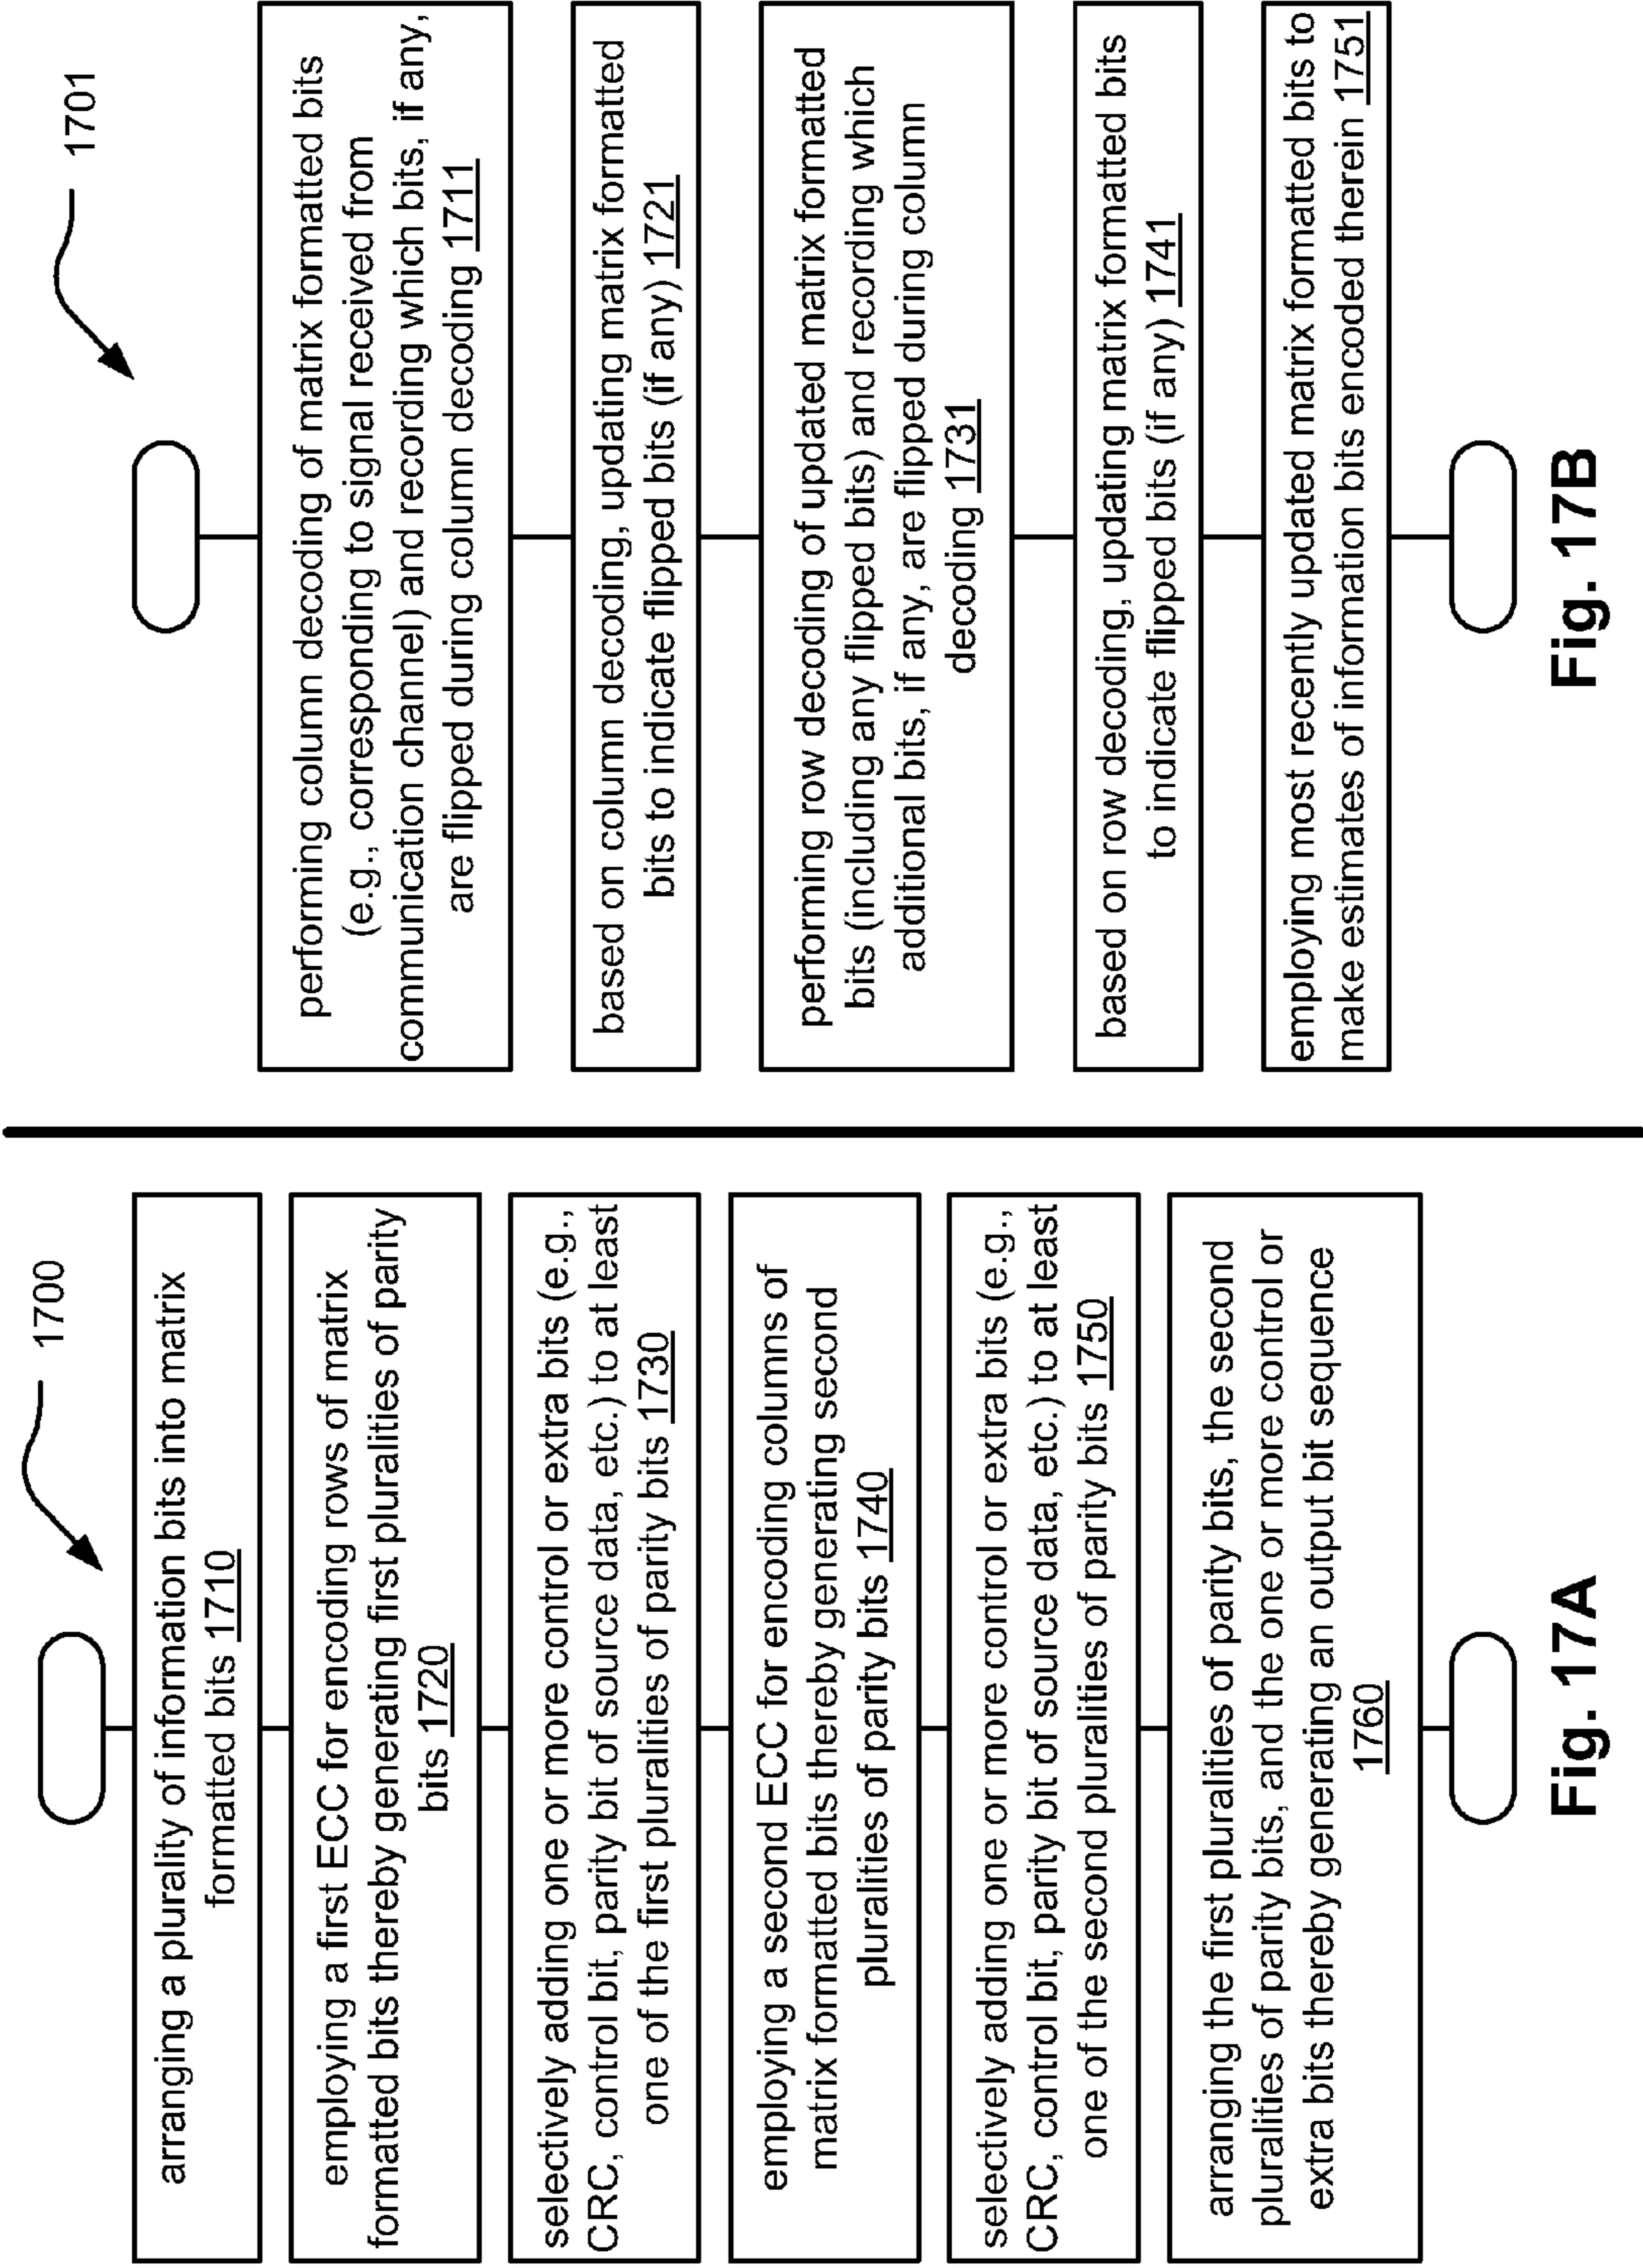 1700
arranging a plurality of information bits into matrix
formatted bits 1710
employing a first ECC for encoding rows of matrix
formatted bits thereby generating first pluralities of parity
bits 1720
selectively adding one or more control or extra bits (e.g.,
CRC, control bit, parity bit of source data, etc.) to at least
one of the first pluralities of parity bits 1730
employing a second ECC for encoding columns of
matrix formatted bits thereby generating second
pluralities of parity bits 1740
selectively adding one or more control or extra bits (e.g.,
CRC, control bit, parity bit of source data, etc.) to at least
one of the second pluralities of parity bits 1750
arranging the first pluralities of parity bits, the second
pluralities of parity bits, and the one or more control or
extra bits thereby generating an output bit sequence
1760
Fig. 17A
1701
performing column decoding of matrix formatted bits
(e.g., corresponding to signal received from
communication channel) and recording which bits, if any,
are flipped during column decoding 1711
based on column decoding, updating matrix formatted
bits to indicate flipped bits (if any) 1721
performing row decoding of updated matrix formatted
bits (including any flipped bits) and recording which
additional bits, if any, are flipped during column
decoding 1731
based on row decoding, updating matrix formatted bits
to indicate flipped bits (if any) 1741
employing most recently updated matrix formatted bits to
make estimates of information bits encoded therein 1751
Fig. 17B